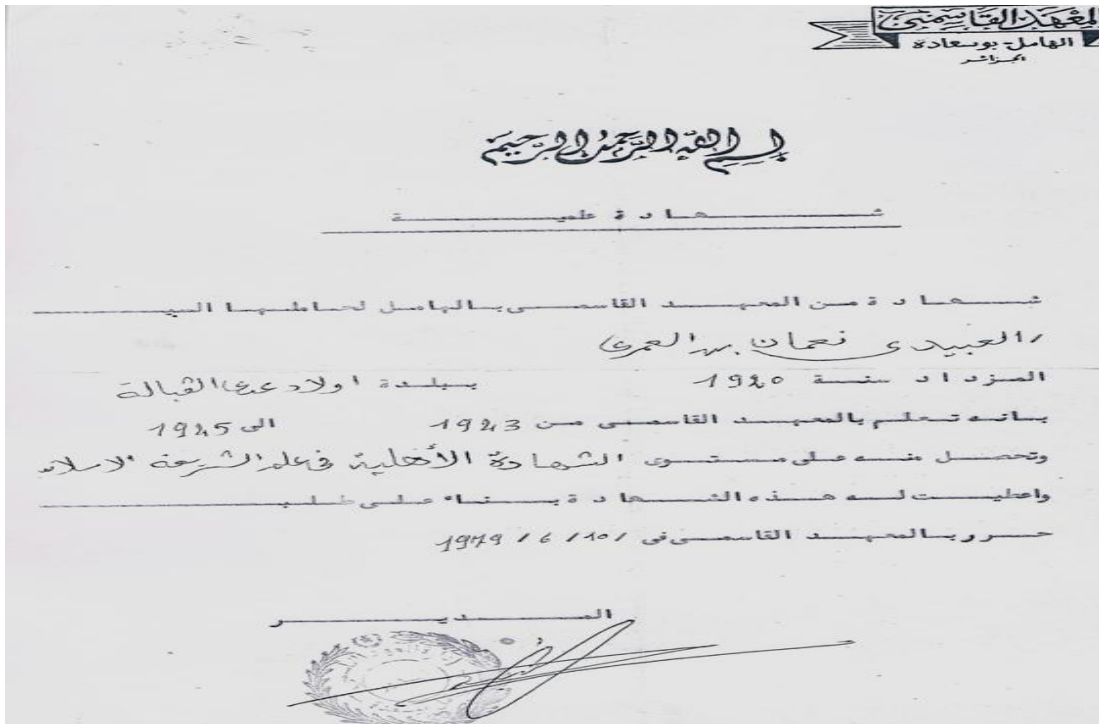 المعهد القاسمي
الهامل بوسعادة
الجزائر
بسم الله الرحمن الرحيم
شهادة علمية
شهادة من المعهد القاسمي بالهامل لحاملها السيد
العبيدي نعمان بن العمري
المزداد سنة 1920 ببلدة اولاد عدي القبالة
بانه تعلم بالمعهد القاسمي من 1943 الى 1945
وتحصل منه على مستوى الشهادة الأهلية في علم الشريعة الاسلامية
واعطيت له هذه الشهادة بناء على طلبه
حرر بالمعهد القاسمي في 10 / 6 / 1979
المدير